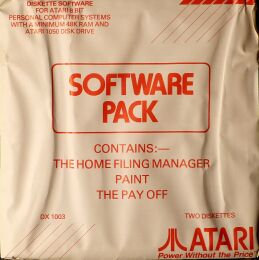 DISKETTE SOFTWARE
FOR ATARI 8 BIT
PERSONAL COMPUTER SYSTEMS
WITH A MINIMUM 48K RAM AND
ATARI 1050 DISK DRIVE
SOFTWARE
PACK
CONTAINS:—
THE HOME FILING MANAGER
PAINT
THE PAY OFF
DX 1003
TWO DISKETTES
ATARI
Power Without the Price